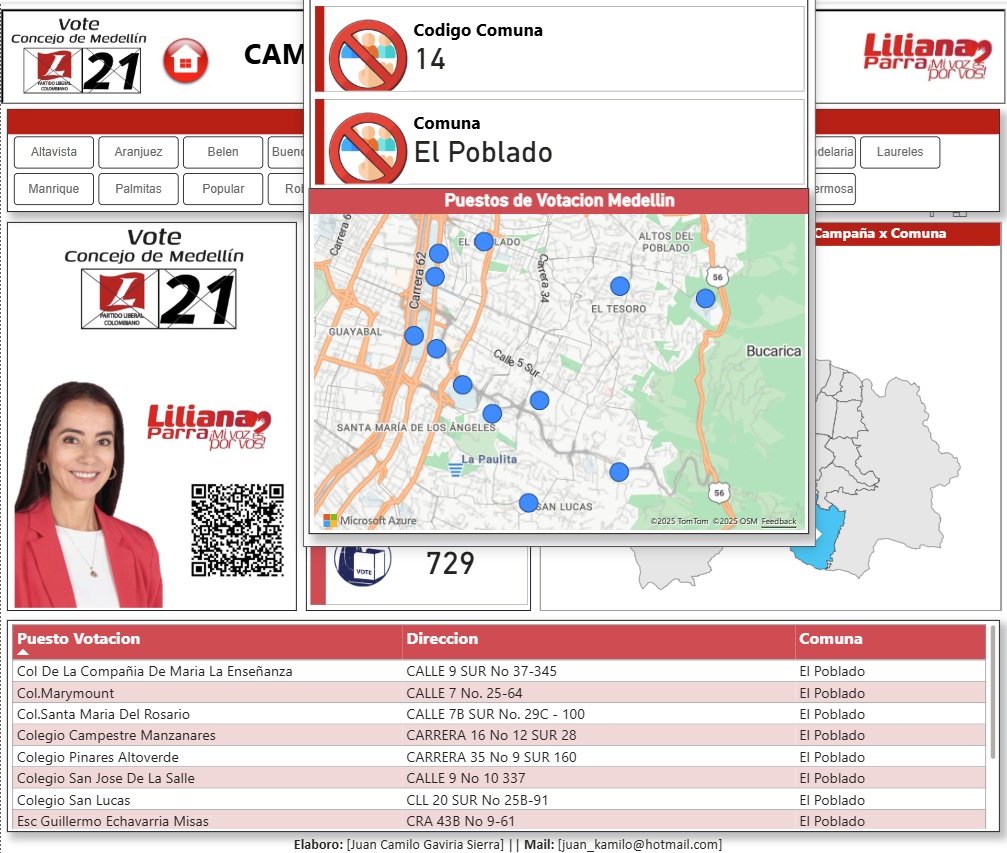 Vote
Concejo de Medellín
L
PARTIDO LIBERAL
COLOMBIANO
21
CAM
Codigo Comuna
14
Comuna
El Poblado
Liliana
Parra
¡Mi voz es
por vos!
Altavista
Aranjuez
Belen
delaria
Laureles
Manrique
Palmitas
Popular
ermosa
Puestos de Votacion Medellin
Carrera 62
EL
LADO
Carrera 34
ALTOS DEL
POBLADO
56
EL TESORO
GUAYABAL
Bucarica
Calle 5 Sur
SANTA MARÍA DE LOS ÁNGELES
La Paulita
56
SAN LUCAS
Microsoft Azure
©2025 TomTom ©2025 OSM Feedback
Campaña x Comuna
Vote
Concejo de Medellín
L
PARTIDO LIBERAL
COLOMBIANO
21
Liliana
Parra
¡Mi voz es
por vos!
VOTE
729
Puesto Votacion Direccion Comuna
Col De La Compañia De Maria La Enseñanza CALLE 9 SUR No 37-345 El Poblado
Col.Marymount CALLE 7 No. 25-64 El Poblado
Col.Santa Maria Del Rosario CALLE 7B SUR No. 29C - 100 El Poblado
Colegio Campestre Manzanares CARRERA 16 No 12 SUR 28 El Poblado
Colegio Pinares Altoverde CARRERA 35 No 9 SUR 160 El Poblado
Colegio San Jose De La Salle CALLE 9 No 10 337 El Poblado
Colegio San Lucas CLL 20 SUR No 25B-91 El Poblado
Esc Guillermo Echavarria Misas CRA 43B No 9-61 El Poblado
Elaboro: [Juan Camilo Gaviria Sierra] || Mail: [juan_kamilo@hotmail.com]